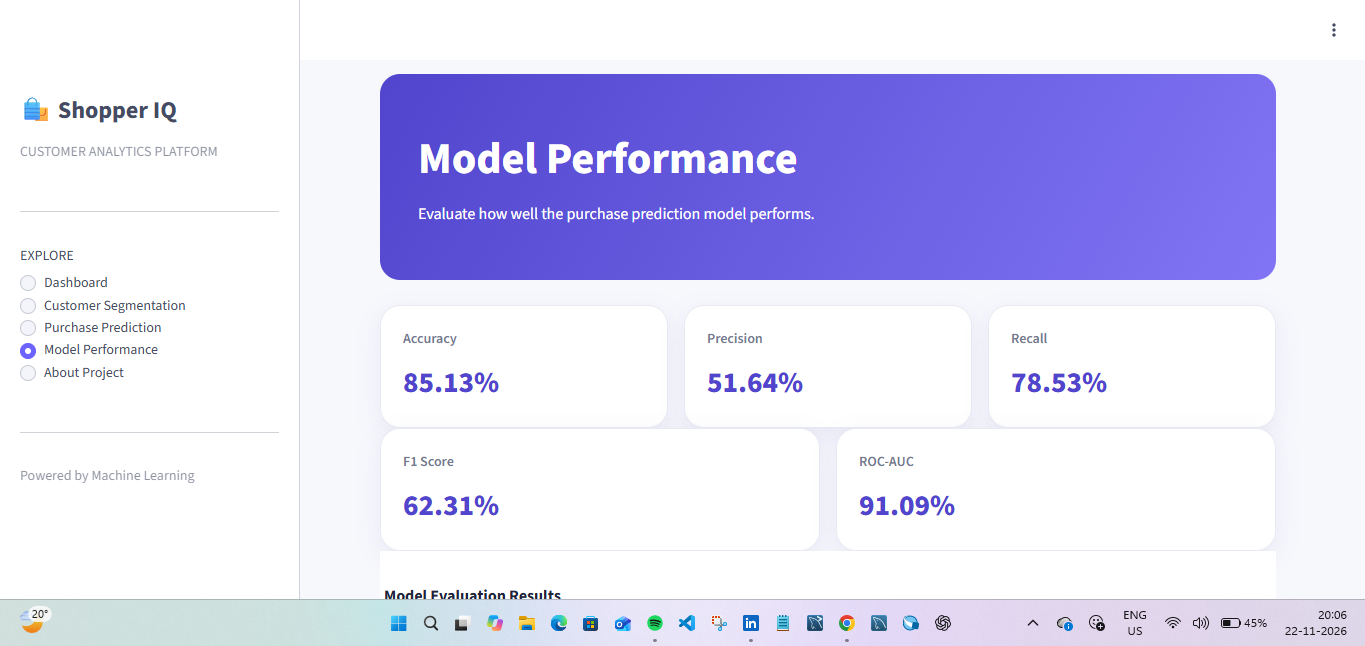 Shopper IQ
CUSTOMER ANALYTICS PLATFORM
EXPLORE
Dashboard
Customer Segmentation
Purchase Prediction
Model Performance
About Project
Powered by Machine Learning
Model Performance
Evaluate how well the purchase prediction model performs.
Accuracy
85.13%
Precision
51.64%
Recall
78.53%
F1 Score
62.31%
ROC-AUC
91.09%
Model Evaluation Results
20°
ENG
US
45%
20:06
22-11-2026